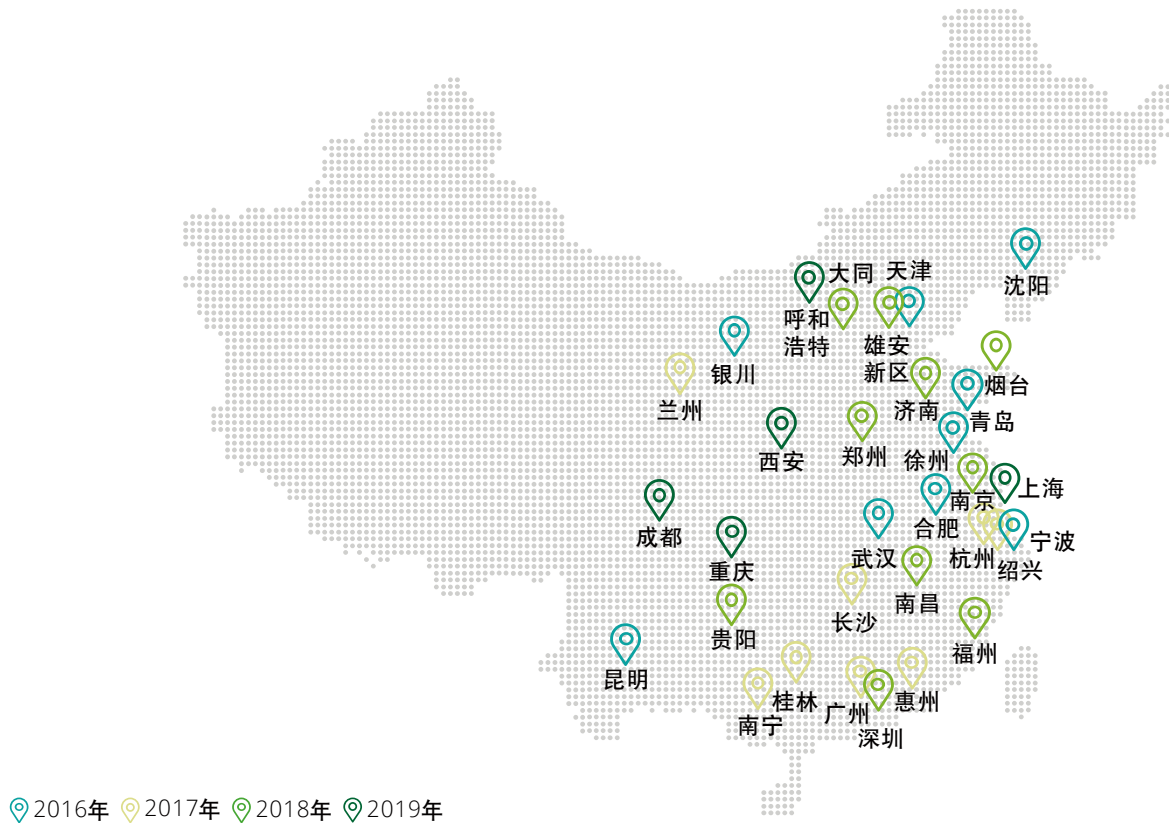 大同
天津
沈阳
呼和
浩特
雄安
新区
银川
烟台
兰州
济南
青岛
西安
郑州
徐州
上海
南京
成都
合肥
宁波
重庆
武汉
杭州
绍兴
南昌
长沙
贵阳
福州
昆明
桂林
惠州
广州
南宁
深圳
2016年 2017年 2018年 2019年